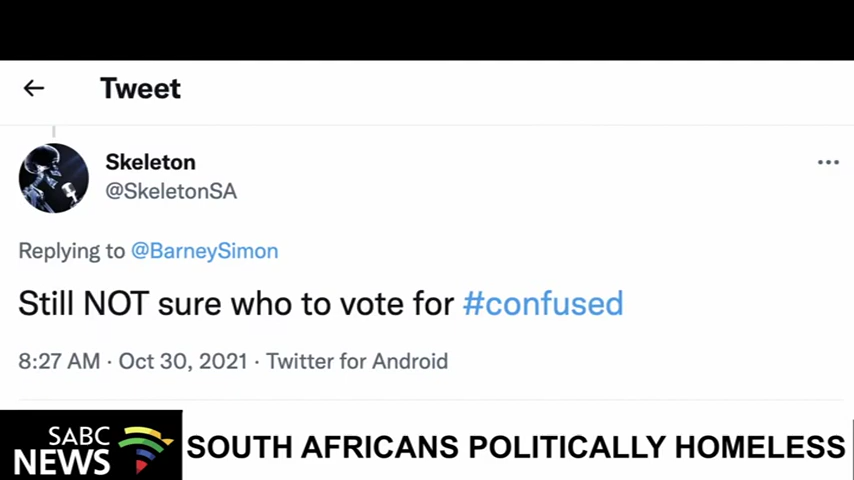 Tweet
Skeleton
@SkeletonSA
Replying to @BarneySimon
Still NOT sure who to vote for #confused
8:27 AM · Oct 30, 2021 · Twitter for Android
SABC
NEWS
SOUTH AFRICANS POLITICALLY HOMELESS